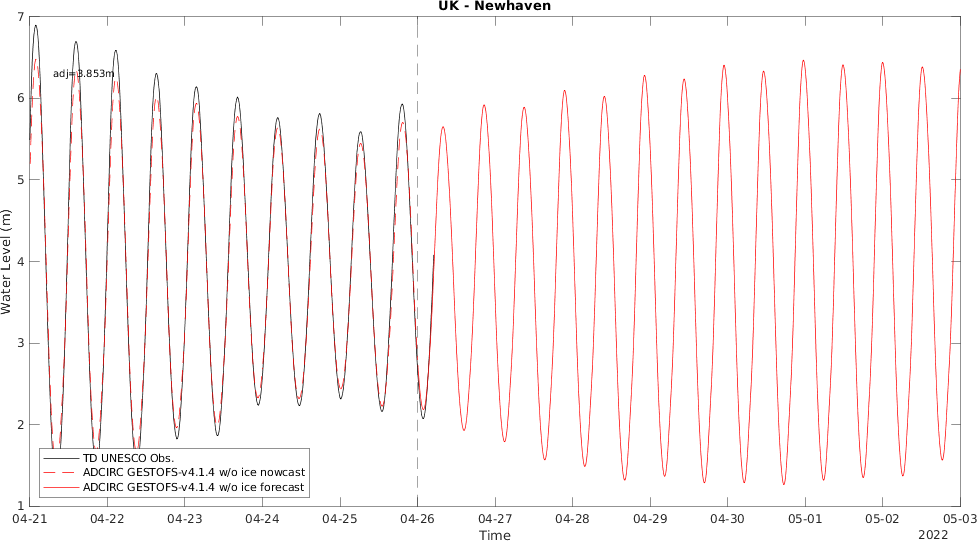 UK - Newhaven
7
6
5
4
3
2
1
Water Level (m)
adj=3.853m
TD UNESCO Obs.
ADCIRC GESTOFS-v4.1.4 w/o ice nowcast
ADCIRC GESTOFS-v4.1.4 w/o ice forecast
04-21 04-22 04-23 04-24 04-25 04-26 04-27 04-28 04-29 04-30 05-01 05-02 05-03
Time
2022